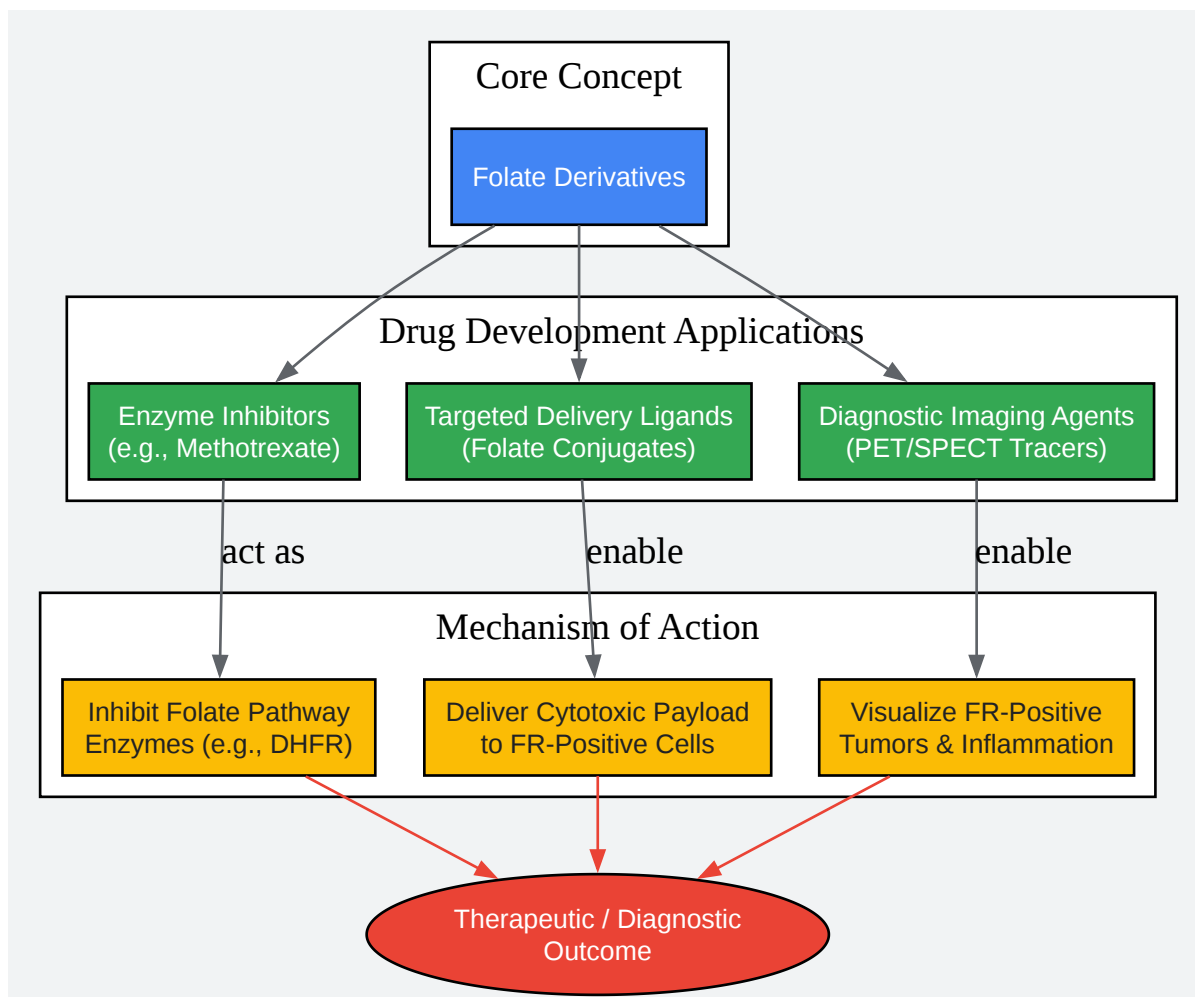 Core Concept
Folate Derivatives
Drug Development Applications
Enzyme Inhibitors
(e.g., Methotrexate)
Targeted Delivery Ligands
(Folate Conjugates)
Diagnostic Imaging Agents
(PET/SPECT Tracers)
act as
enable
enable
Mechanism of Action
Inhibit Folate Pathway
Enzymes (e.g., DHFR)
Deliver Cytotoxic Payload
to FR-Positive Cells
Visualize FR-Positive
Tumors & Inflammation
Therapeutic / Diagnostic
Outcome